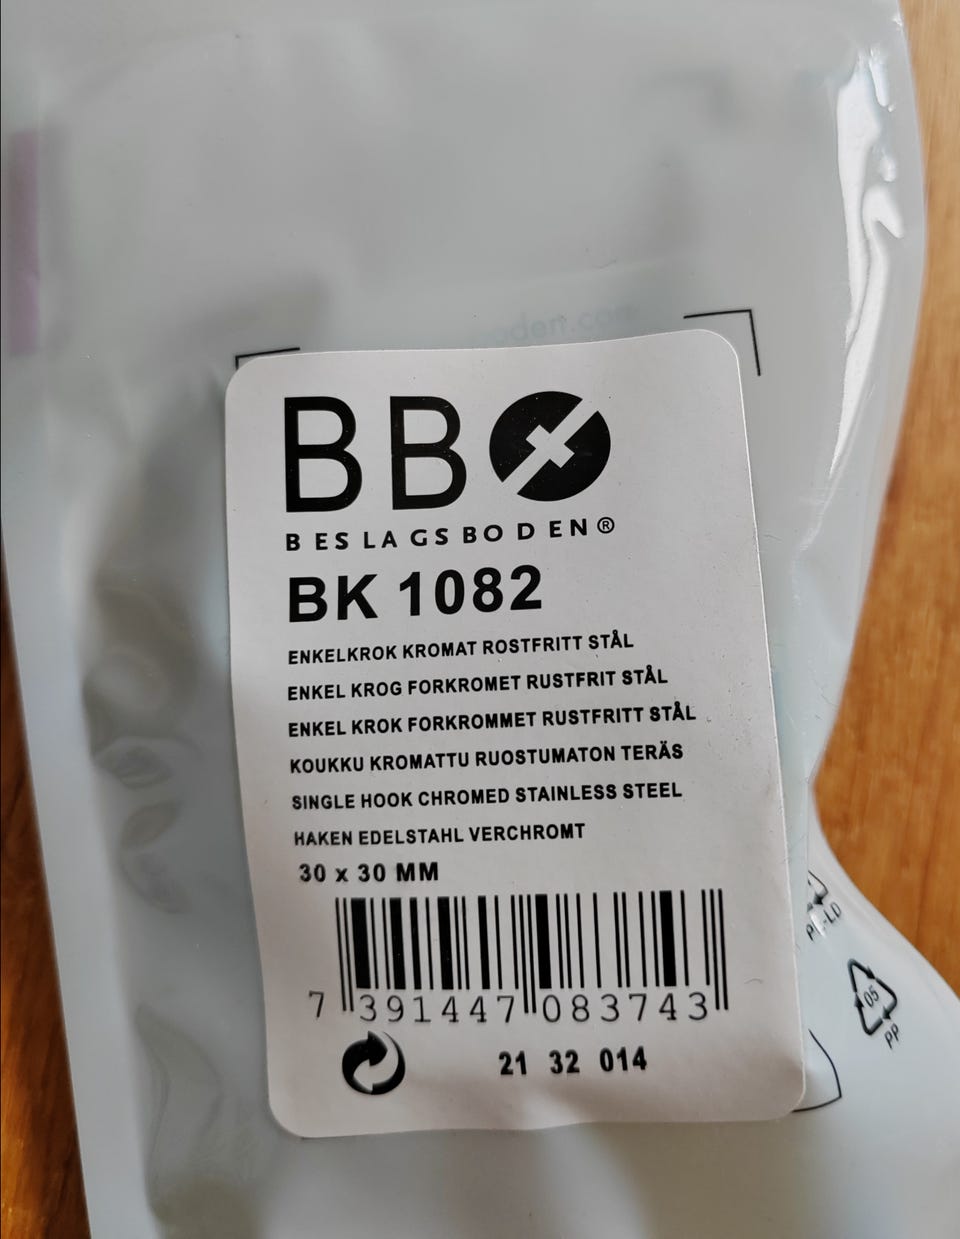 oden.com
BB
BESLAGSBODEN®
BK 1082
ENKELKROK KROMAT ROSTFRITT STÅL
ENKEL KROG FORKROMET RUSTFRIT STÅL
ENKEL KROK FORKROMMET RUSTFRITT STÅL
KOUKKU KROMATTU RUOSTUMATON TERÄS
SINGLE HOOK CHROMED STAINLESS STEEL
HAKEN EDELSTAHL VERCHROMT
30 x 30 MM
7 391447 083743
21 32 014
05
PP